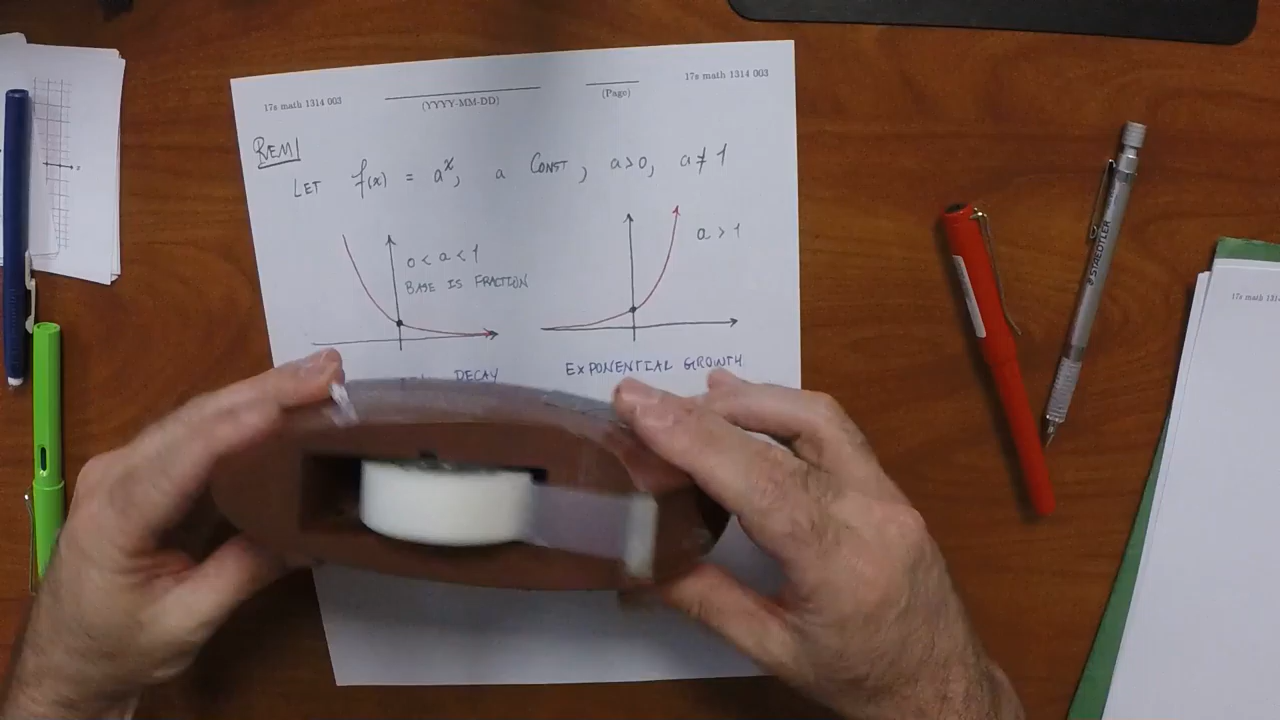 17s math 1314 003
(YYYY-MM-DD)
(Page)
17s math 1314 003
REM
LET f(x) = a^x, a CONST, a>0, a≠1
0 < a < 1
BASE IS FRACTION
a > 1
DECAY
EXPONENTIAL GROWTH
STAEDTLER
17s math 131